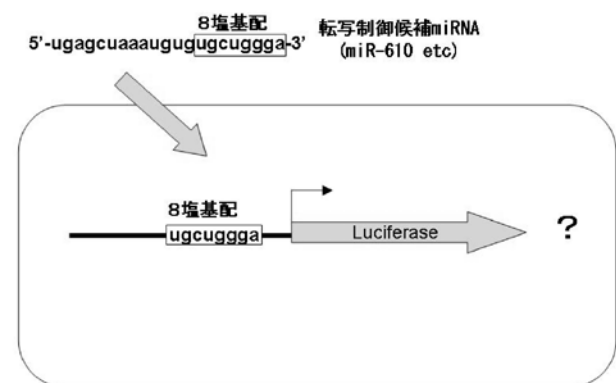 8塩基配
5'-ugagcuaaaugugugcuggga-3' 転写制御候補miRNA
(miR-610 etc)
8塩基配
ugcuggga
Luciferase
?